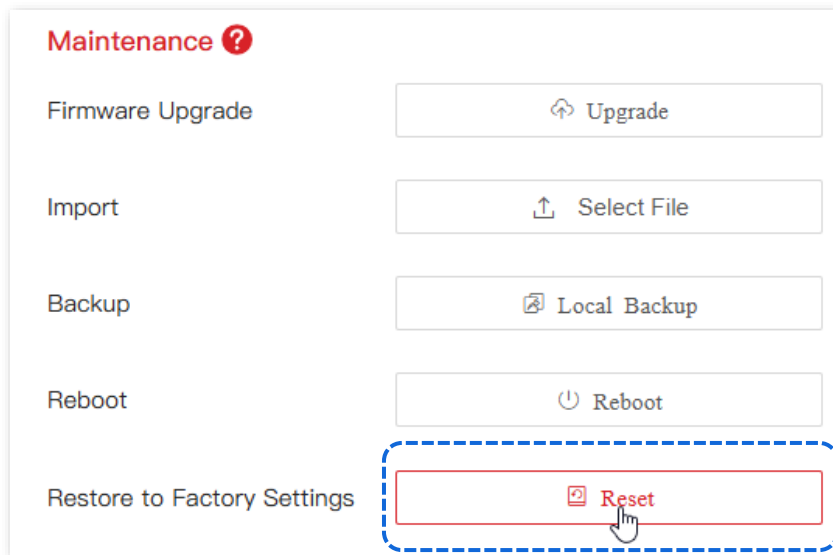 Maintenance ?
Firmware Upgrade Upgrade
Import Select File
Backup Local Backup
Reboot Reboot
Restore to Factory Settings Reset